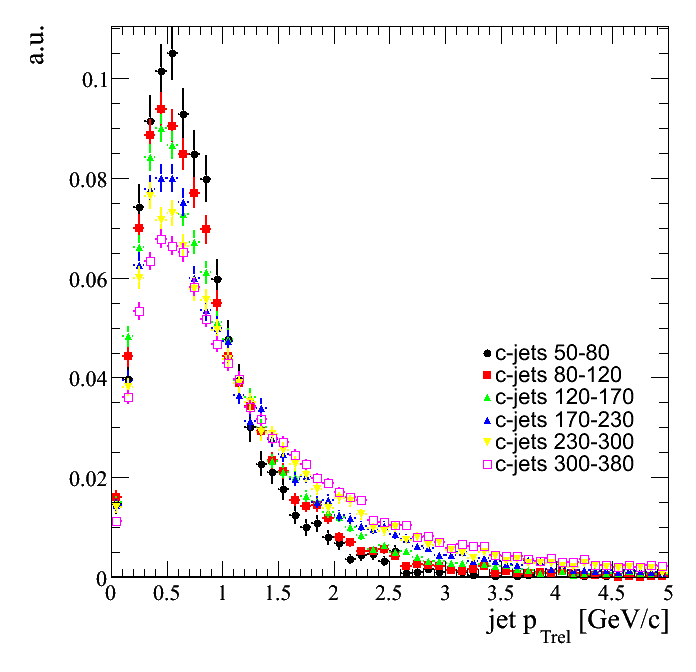 a.u.
0.1
0.08
0.06
0.04
0.02
0
0 0.5 1 1.5 2 2.5 3 3.5 4 4.5 5
jet p_Trel [GeV/c]
c-jets 50-80
c-jets 80-120
c-jets 120-170
c-jets 170-230
c-jets 230-300
c-jets 300-380